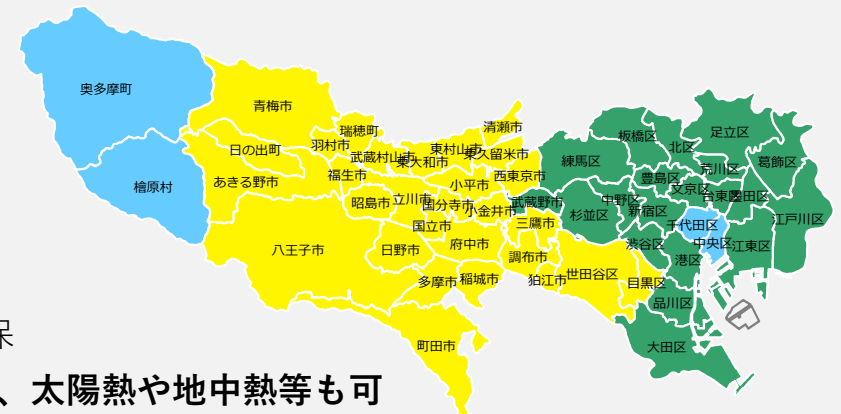 奥多摩町
檜原村
青梅市
日の出町
あきる野市
八王子市
瑞穂町
羽村市
福生市
武蔵村山市
東大和市
東村山市
清瀬市
東久留米市
西東京市
昭島市
立川市
国分寺市
小平市
小金井市
国立市
日野市
府中市
多摩市
稲城市
町田市
武蔵野市
三鷹市
調布市
狛江市
世田谷区
目黒区
練馬区
杉並区
中野区
板橋区
北区
豊島区
文京区
新宿区
渋谷区
港区
品川区
大田区
足立区
荒川区
台東区
墨田区
葛飾区
江戸川区
千代田区
中央区
江東区
保
、太陽熱や地中熱等も可